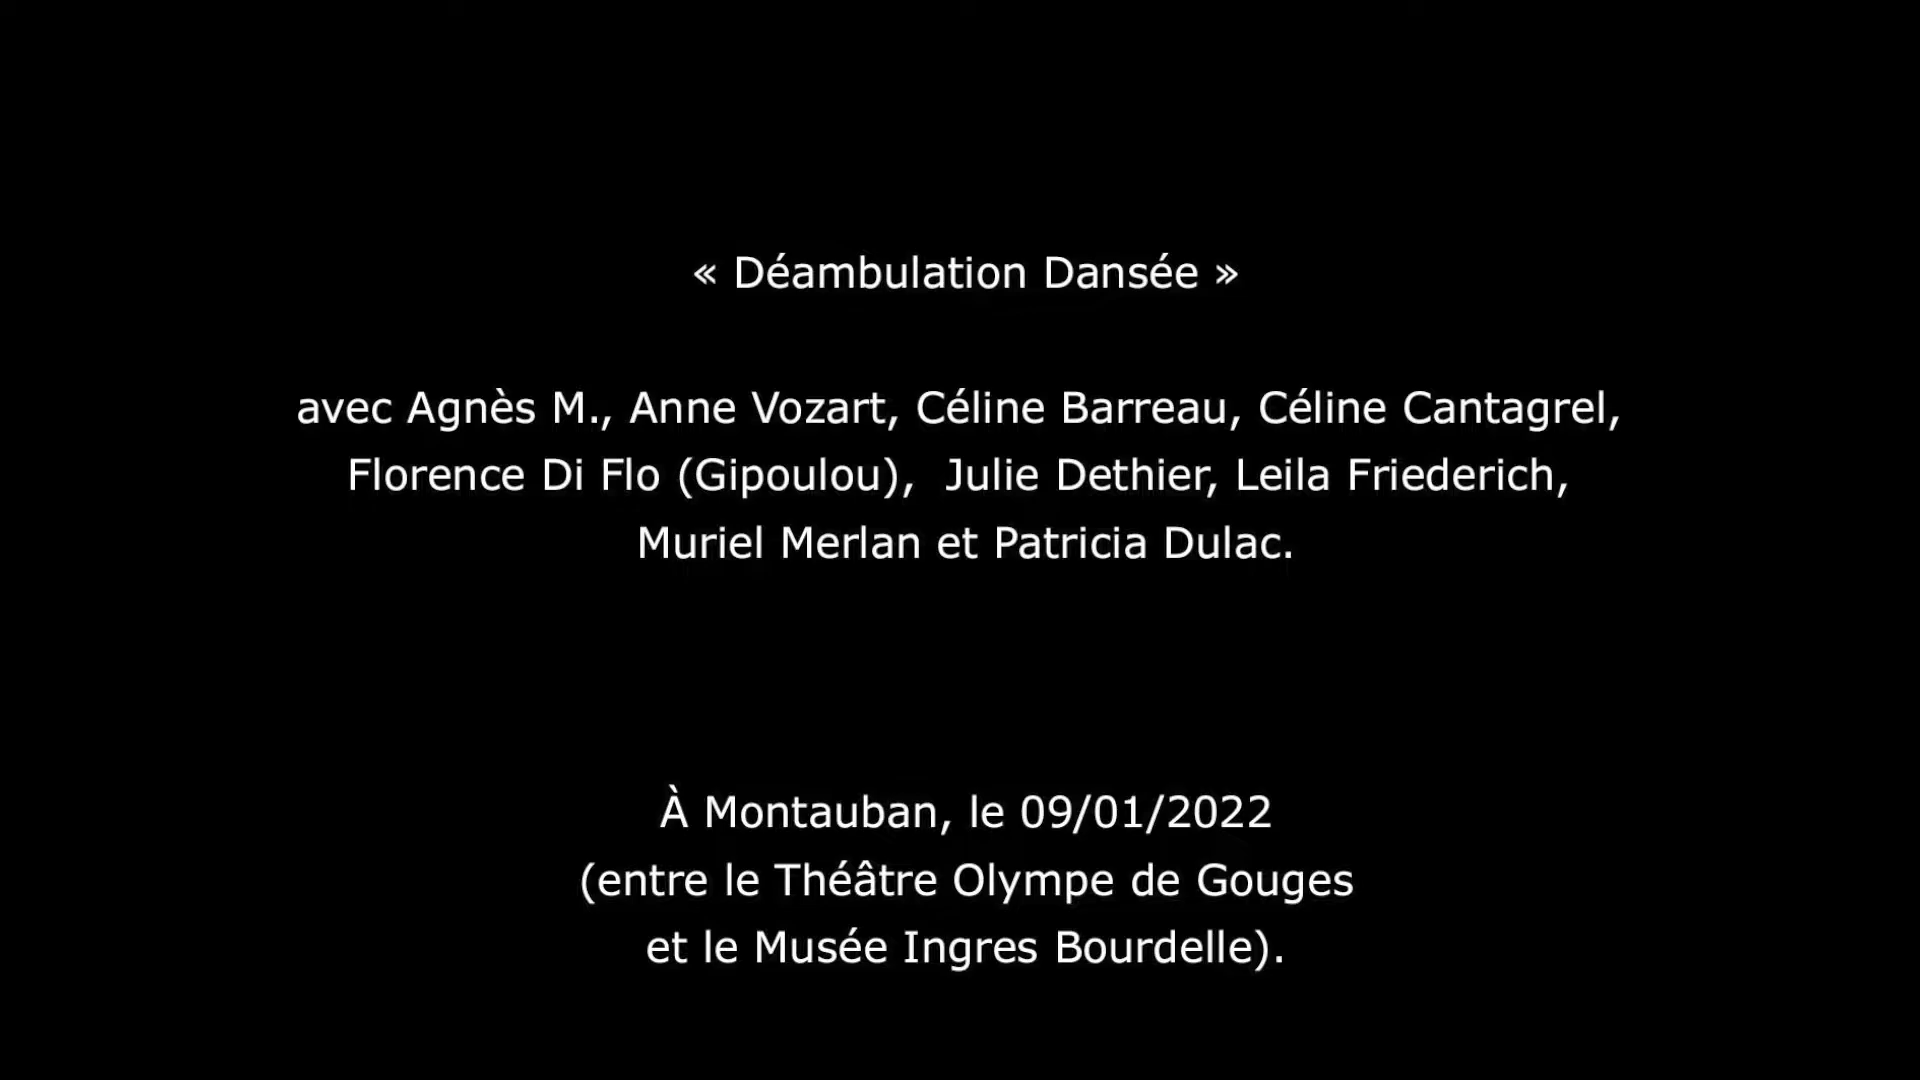 « Déambulation Dansée »
avec Agnès M., Anne Vozart, Céline Barreau, Céline Cantagrel,
Florence Di Flo (Gipoulou),  Julie Dethier, Leila Friederich,
Muriel Merlan et Patricia Dulac.
À Montauban, le 09/01/2022
(entre le Théâtre Olympe de Gouges
et le Musée Ingres Bourdelle).